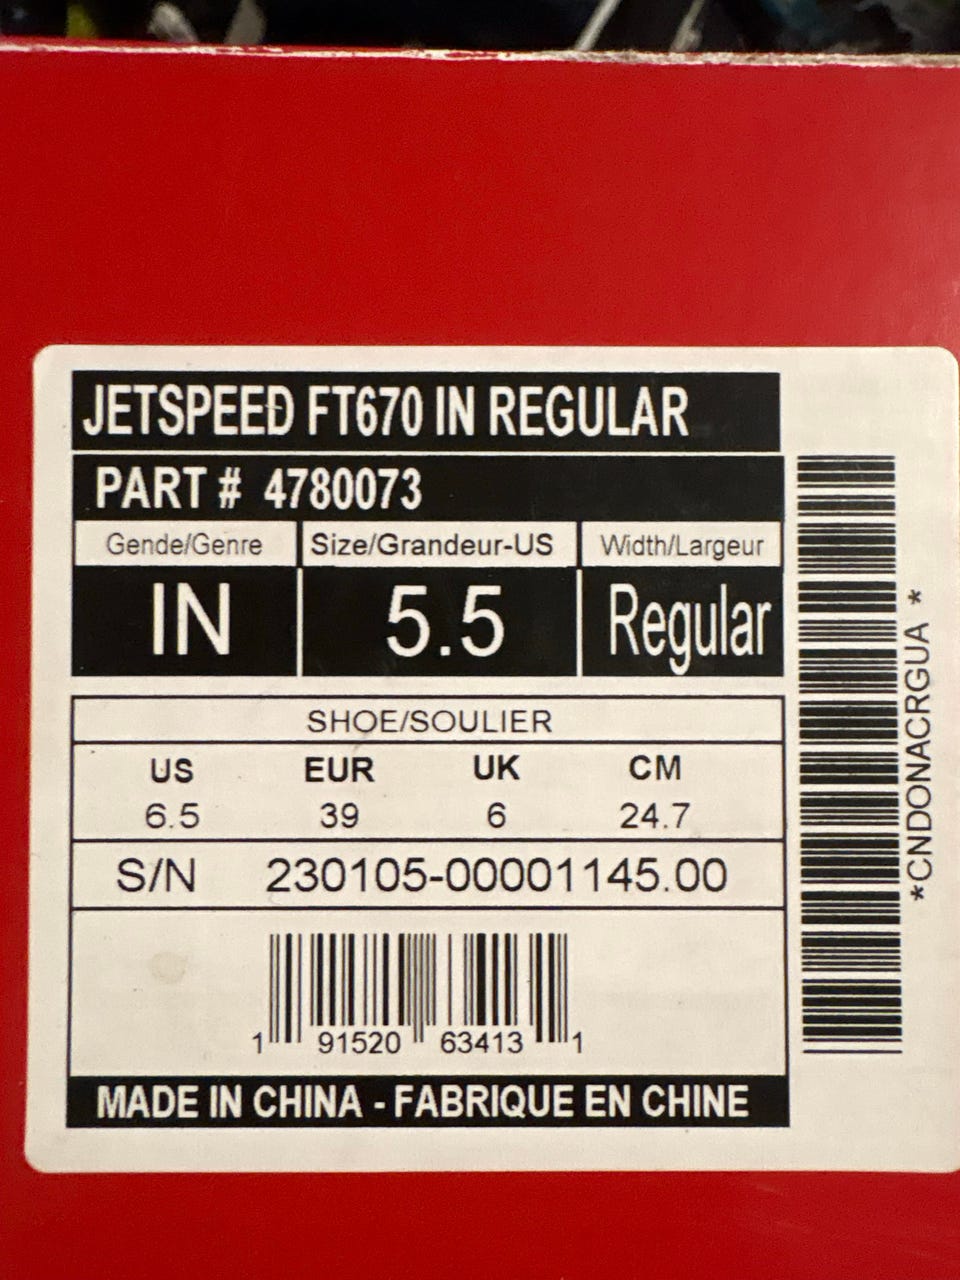 JETSPEED FT670 IN REGULAR
PART # 4780073
Gende/Genre Size/Grandeur-US Width/Largeur
IN 5.5 Regular
SHOE/SOULIER
US EUR UK CM
6.5 39 6 24.7
S/N 230105-00001145.00
1 91520 63413 1
MADE IN CHINA - FABRIQUE EN CHINE
*CNDONACRGUA *